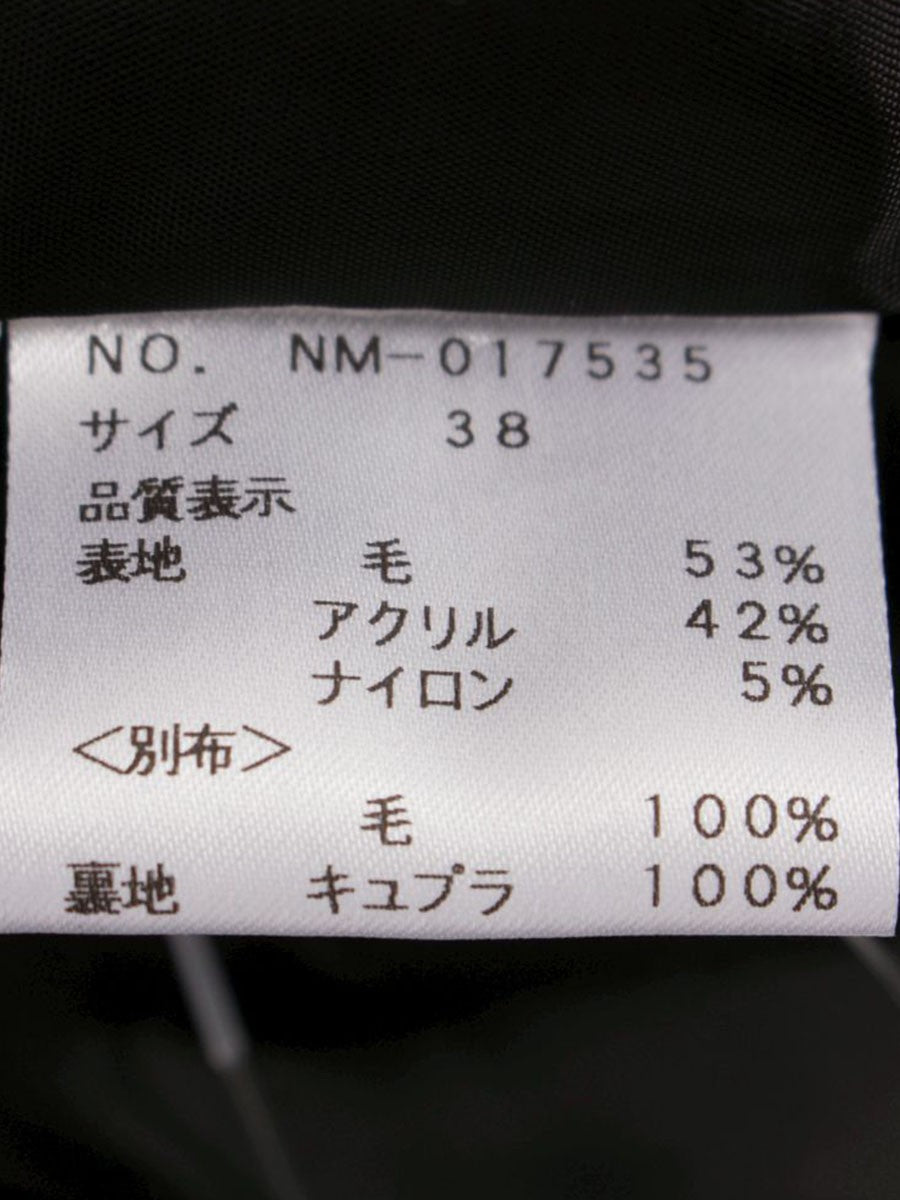 NO. NM-017535
サイズ 38
品質表示
表地 毛 53%
アクリル 42%
ナイロン 5%
＜別布＞
毛 100%
裏地 キュプラ 100%